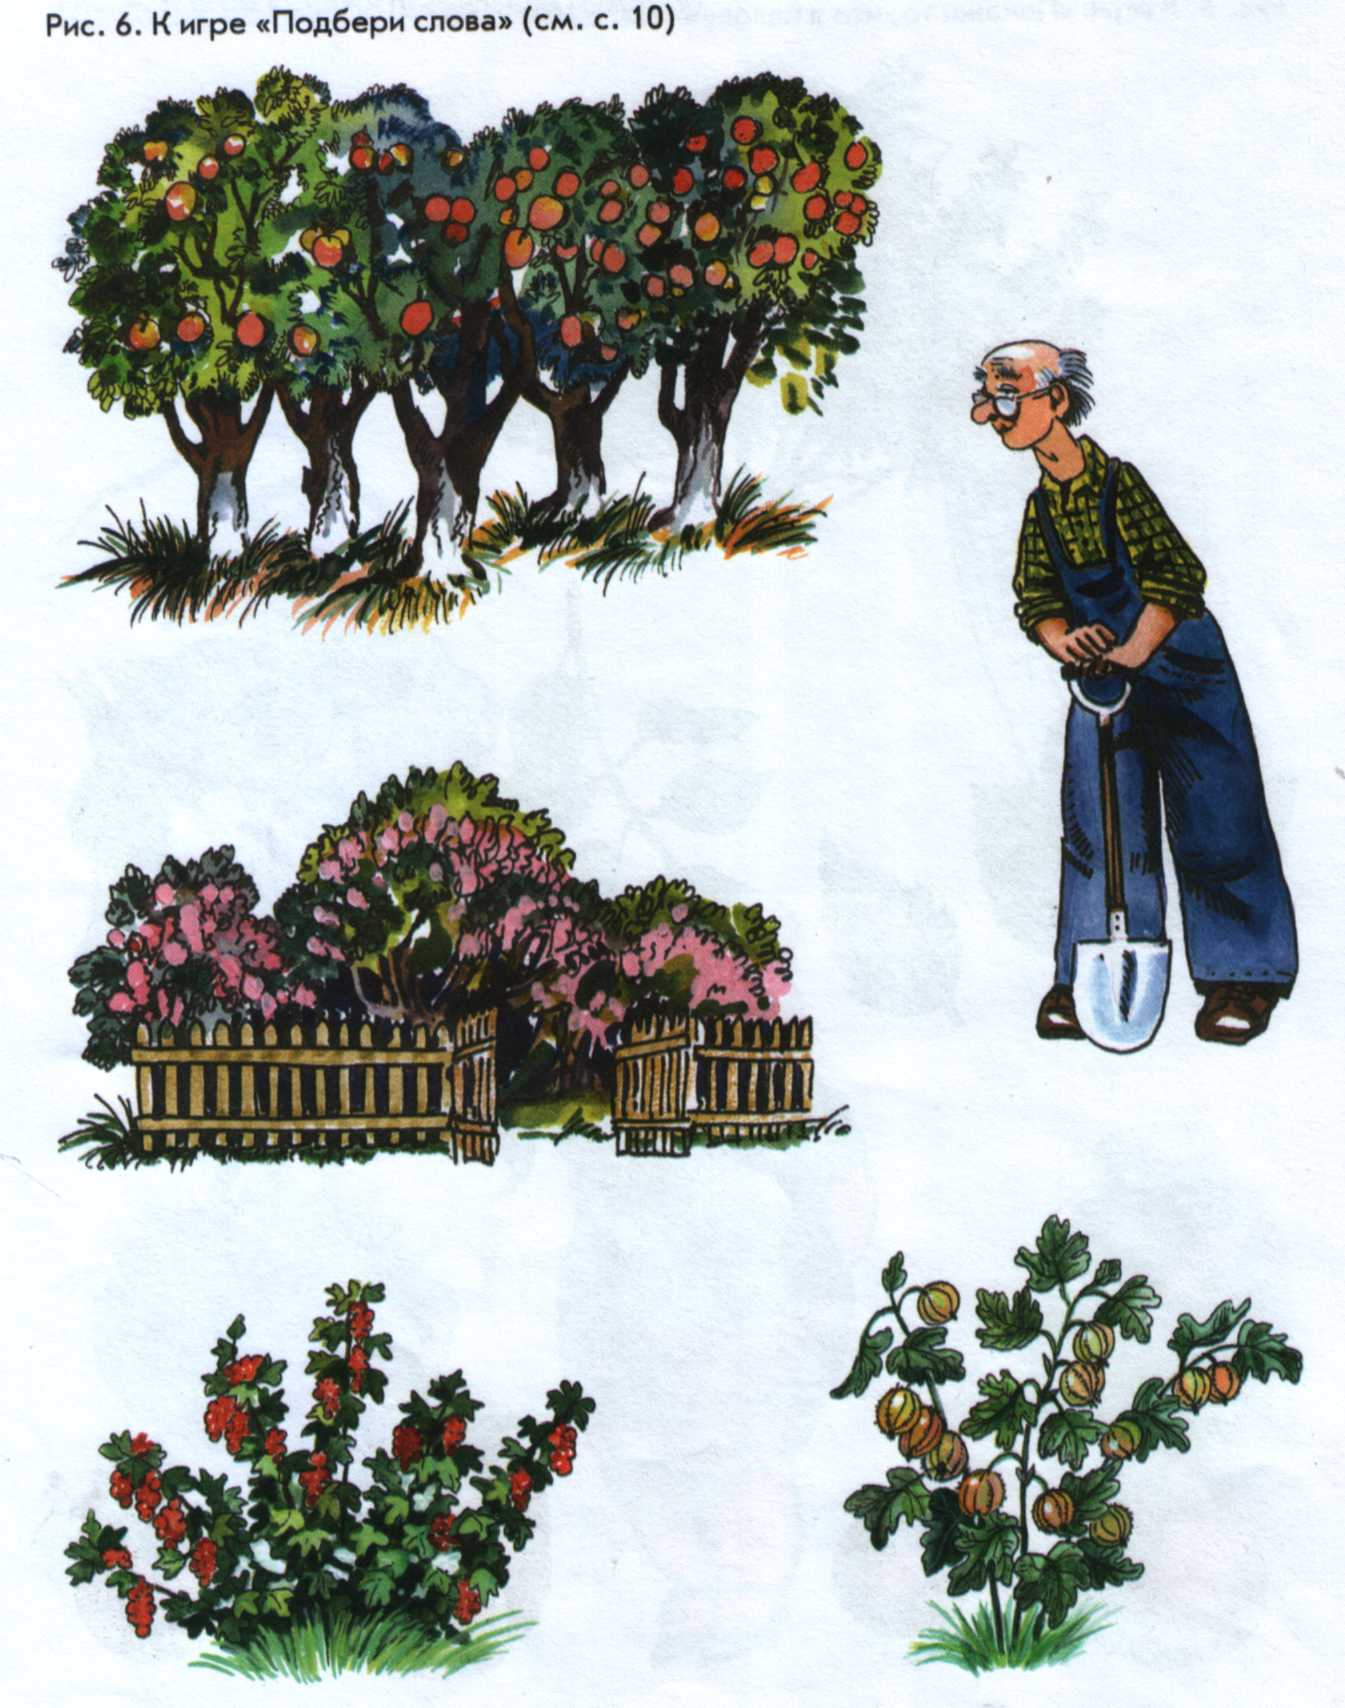 Рис. 6. К игре «Подбери слова» (см. с. 10)